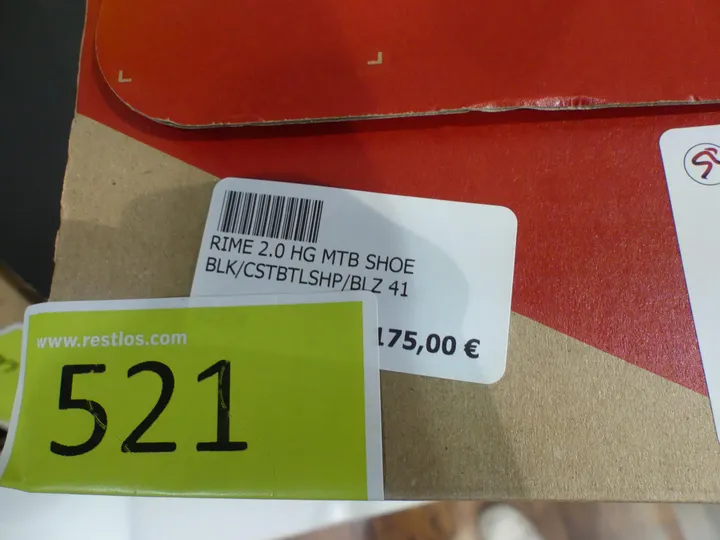 RIME 2.0 HG MTB SHOE
BLK/CSTBTLSHP/BLZ 41
175,00 €
www.restlos.com
521